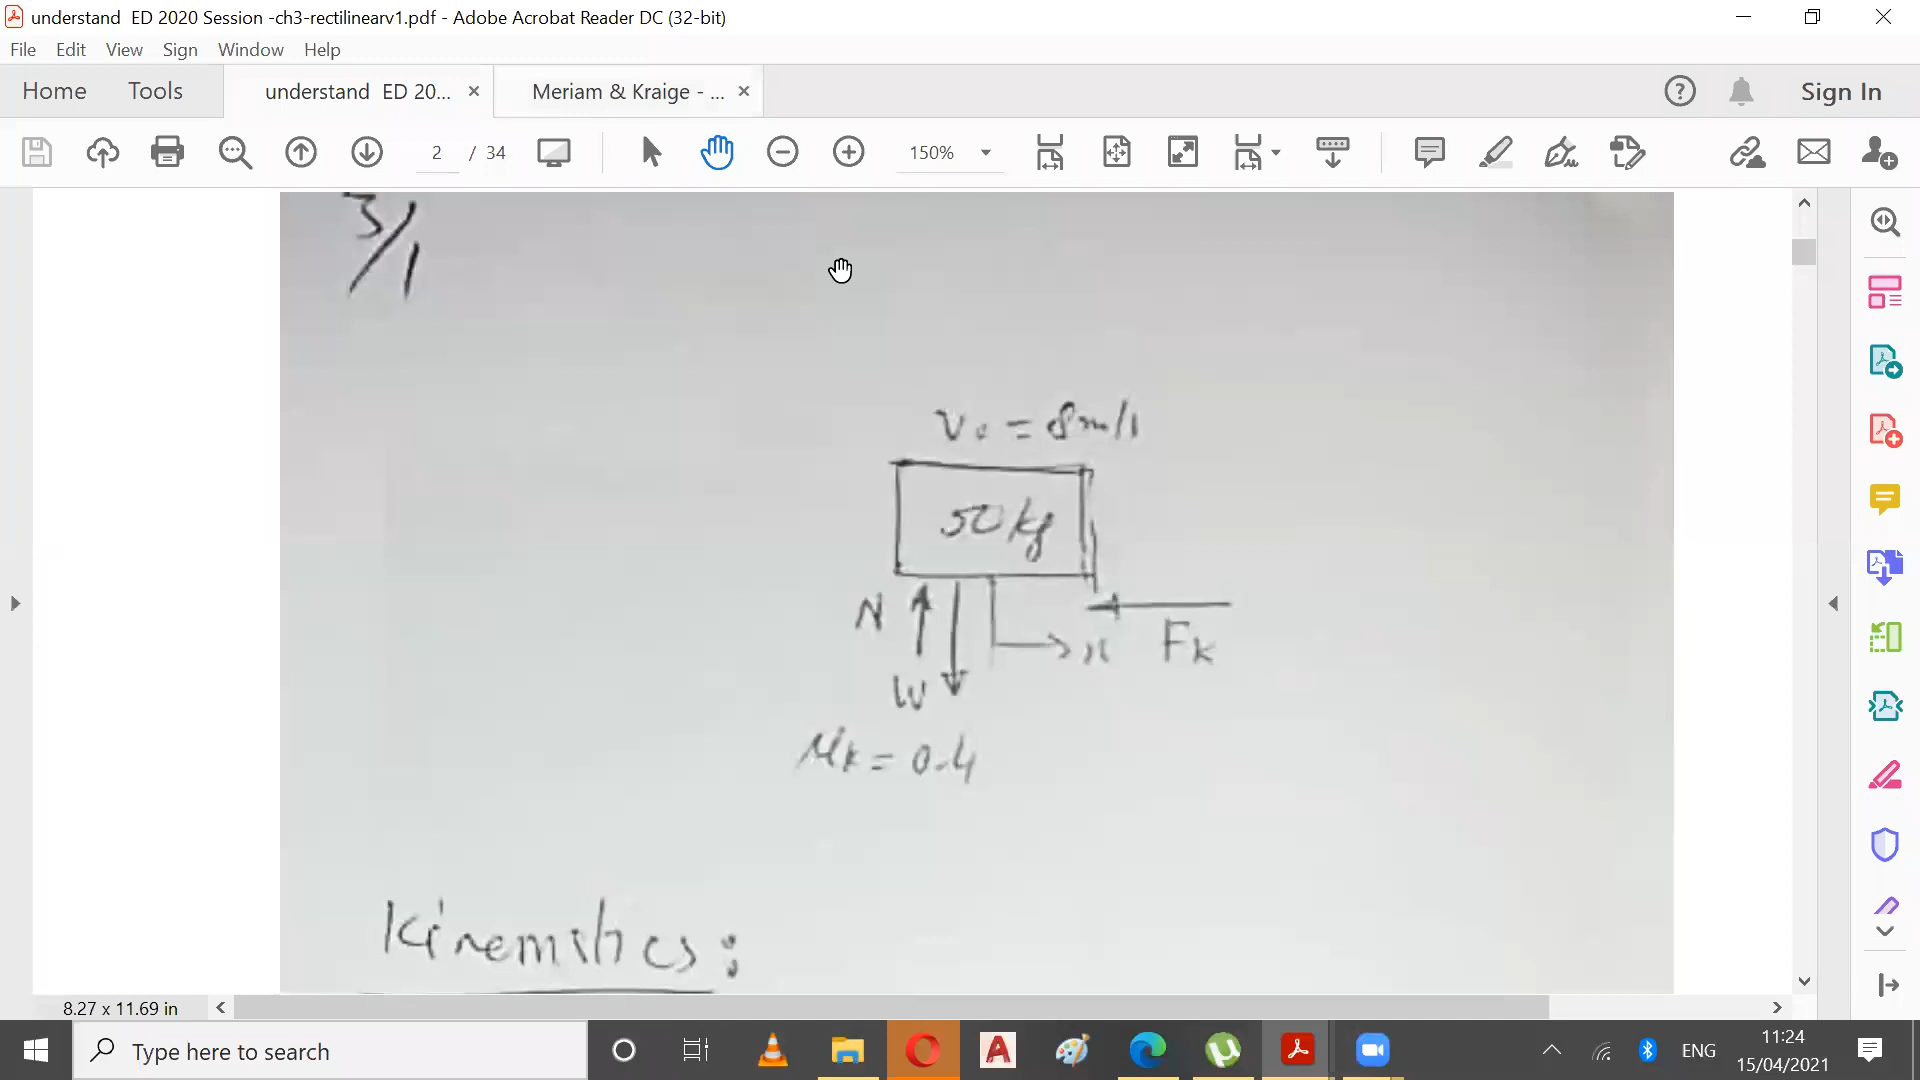 understand ED 2020 Session -ch3-rectilinearv1.pdf - Adobe Acrobat Reader DC (32-bit)
File Edit View Sign Window Help
Home Tools understand ED 20... × Meriam & Kraige - ... × Sign In
2 / 34 150%
3/1
V0 = 8m/s
50kg
N
x
Fk
W
μk = 0.4
Kinematics:
8.27 x 11.69 in
Type here to search
ENG
11:24
15/04/2021